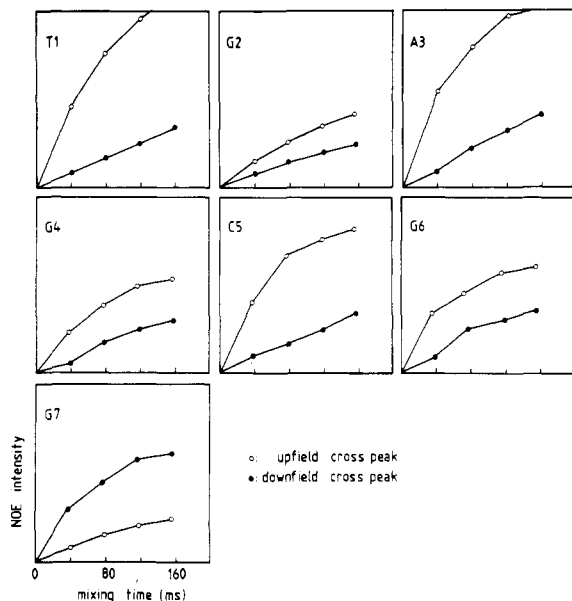 T1
G2
A3
G4
C5
G6
G7
○: upfield cross peak
●: downfield cross peak
NOE intensity
0 80 160
mixing time (ms)